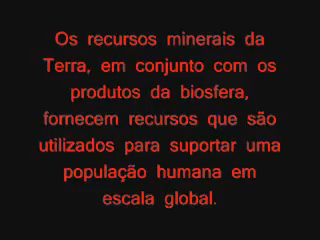 Os recursos minerais da
Terra, em conjunto com os
produtos da biosfera,
fornecem recursos que são
utilizados para suportar uma
população humana em
escala global.